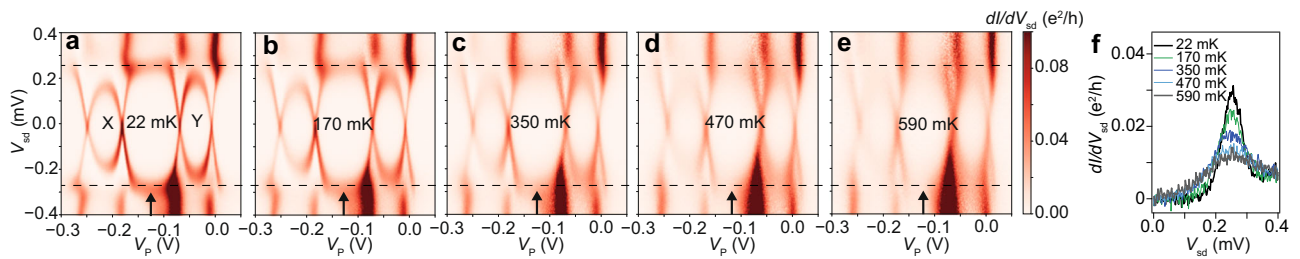 dI/dVsd (e²/h)
a b c d e f
Vsd (mV)
0.4
0.2
0.0
−0.2
−0.4
X 22 mK Y
170 mK
350 mK
470 mK
590 mK
−0.3 −0.2 −0.1 0.0
VP (V)
−0.3 −0.2 −0.1 0.0
VP (V)
−0.3 −0.2 −0.1 0.0
VP (V)
−0.3 −0.2 −0.1 0.0
VP (V)
−0.3 −0.2 −0.1 0.0
VP (V)
0.08
0.04
0.00
dI/dVsd (e²/h)
0.04
0.02
0
22 mK
170 mK
350 mK
470 mK
590 mK
0.0 0.2 0.4
Vsd (mV)